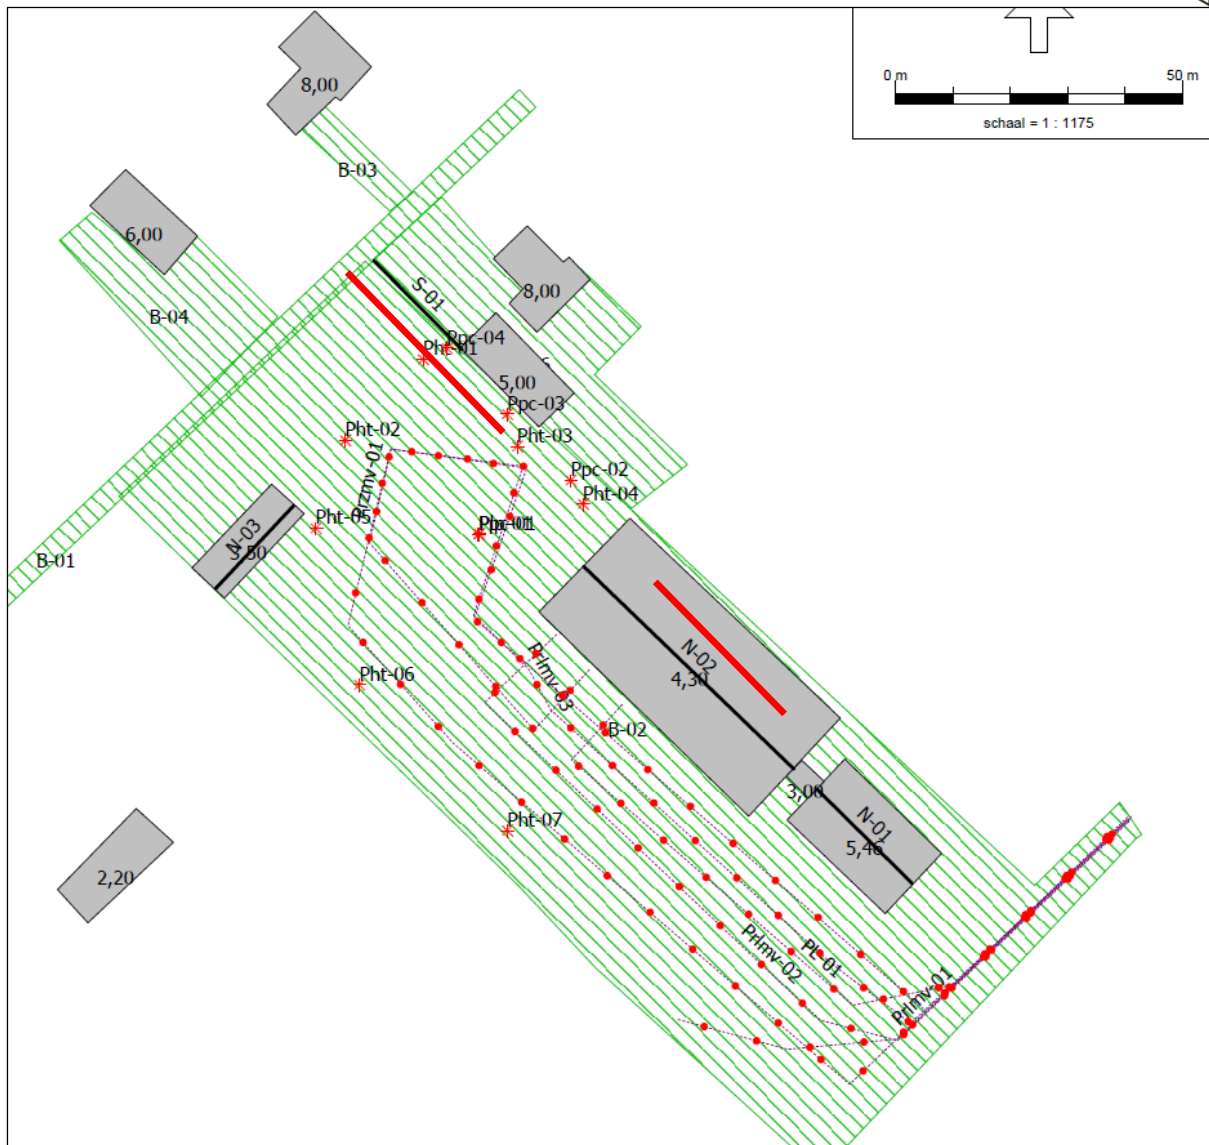 0 m 50 m
schaal = 1 : 1175
8,00
B-03
6,00
B-04
S-01
8,00
Ppc-04
Pht-01
5,00
Ppc-03
Pht-02
Pht-03
Przmv-01
Ppc-02
Pht-04
Pht-05
N-03
3,50
B-01
N-02
4,30
Prlmv-03
Pht-06
B-02
3,00
N-01
5,46
Pht-07
2,20
PL-01
Prlmv-02
Prlmv-01